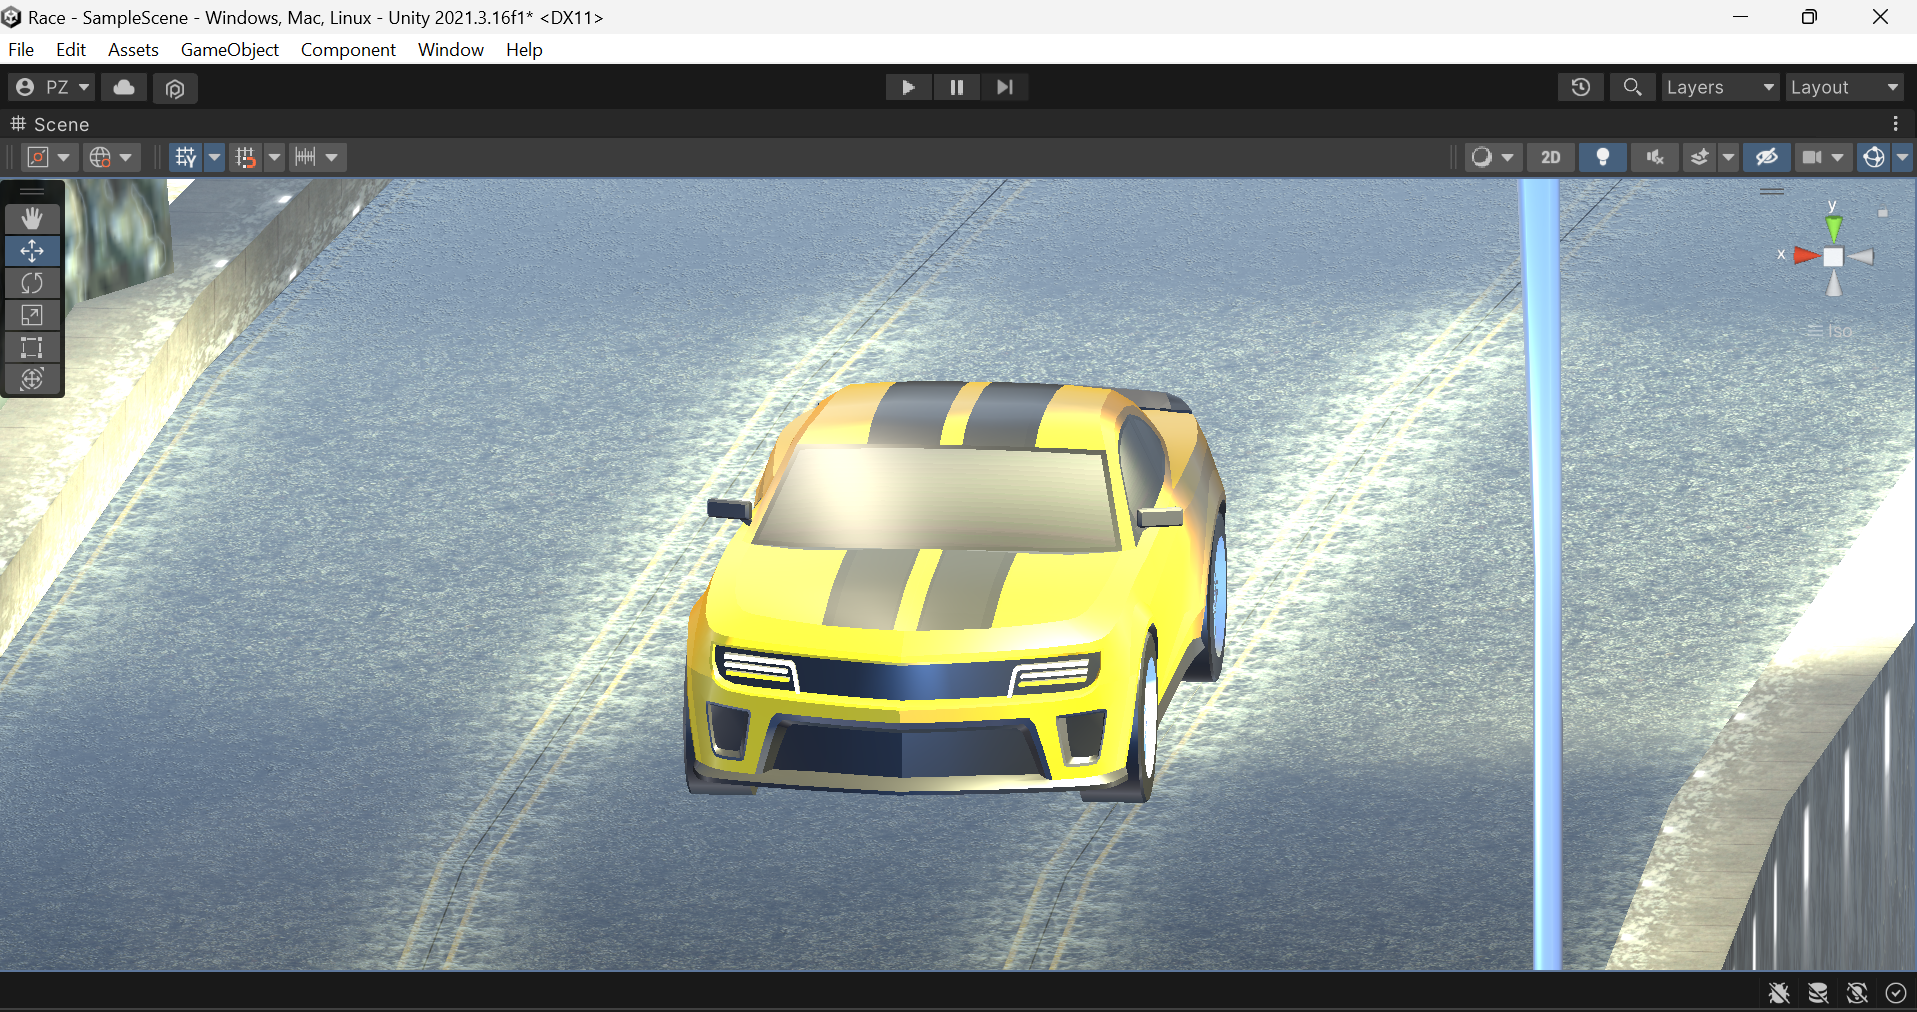 Race - SampleScene - Windows, Mac, Linux - Unity 2021.3.16f1* <DX11>
File Edit Assets GameObject Component Window Help
PZ Layers Layout
Scene
2D
y
x
Iso